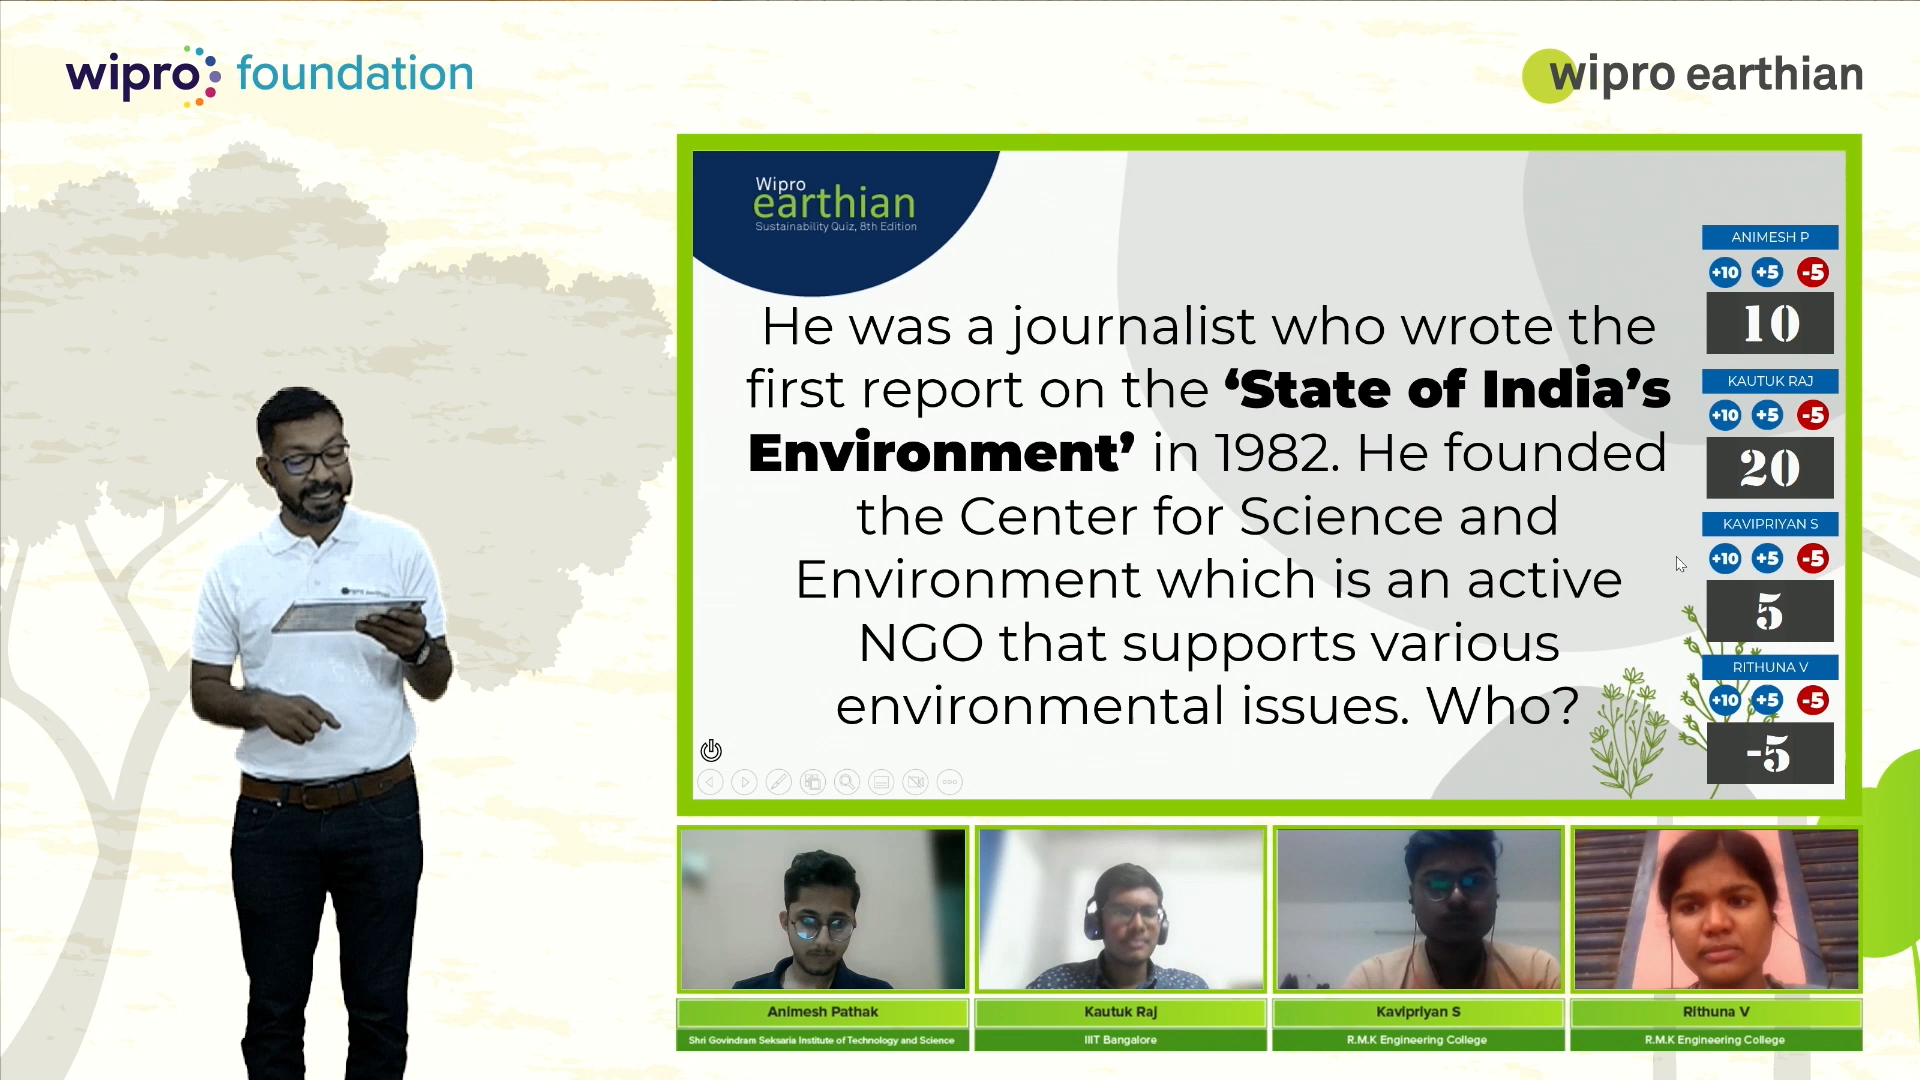 wipro foundation
wipro earthian
Wipro
earthian
Sustainability Quiz, 8th Edition
He was a journalist who wrote the
first report on the ‘State of India’s
Environment’ in 1982. He founded
the Center for Science and
Environment which is an active
NGO that supports various
environmental issues. Who?
ANIMESH P
+10 +5 -5
10
KAUTUK RAJ
+10 +5 -5
20
KAVIPRIYAN S
+10 +5 -5
5
RITHUNA V
+10 +5 -5
-5
Animesh Pathak
Shri Govindram Seksaria Institute of Technology and Science
Kautuk Raj
IIIT Bangalore
Kavipriyan S
R.M.K Engineering College
Rithuna V
R.M.K Engineering College